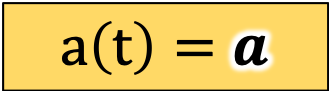 a(t) = a